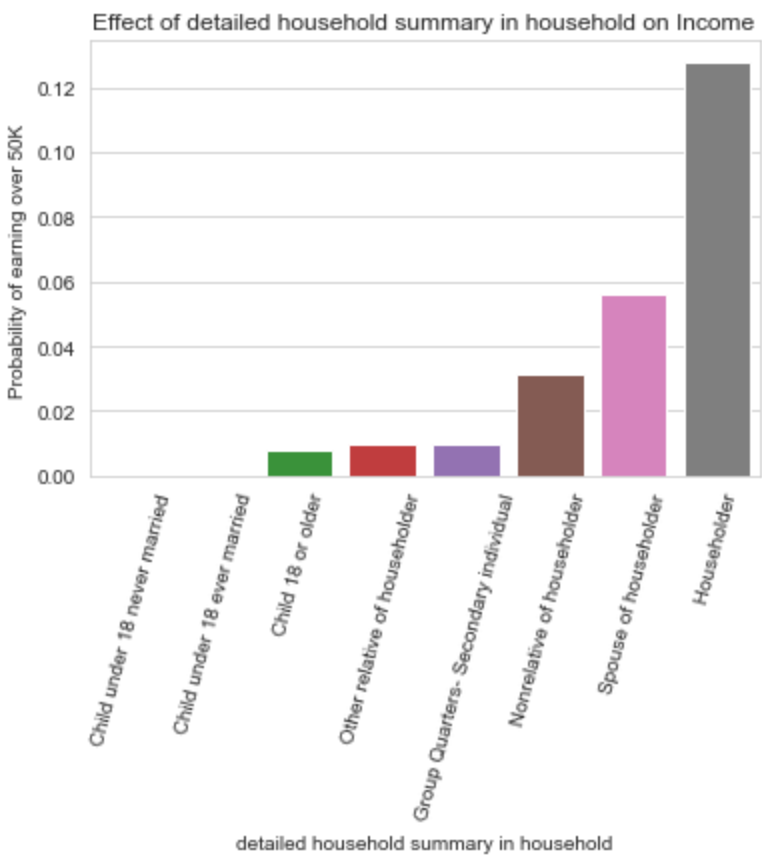 Effect of detailed household summary in household on Income
Probability of earning over 50K
0.12
0.10
0.08
0.06
0.04
0.02
0.00
Child under 18 never married
Child under 18 ever married
Child 18 or older
Other relative of householder
Group Quarters- Secondary individual
Nonrelative of householder
Spouse of householder
Householder
detailed household summary in household